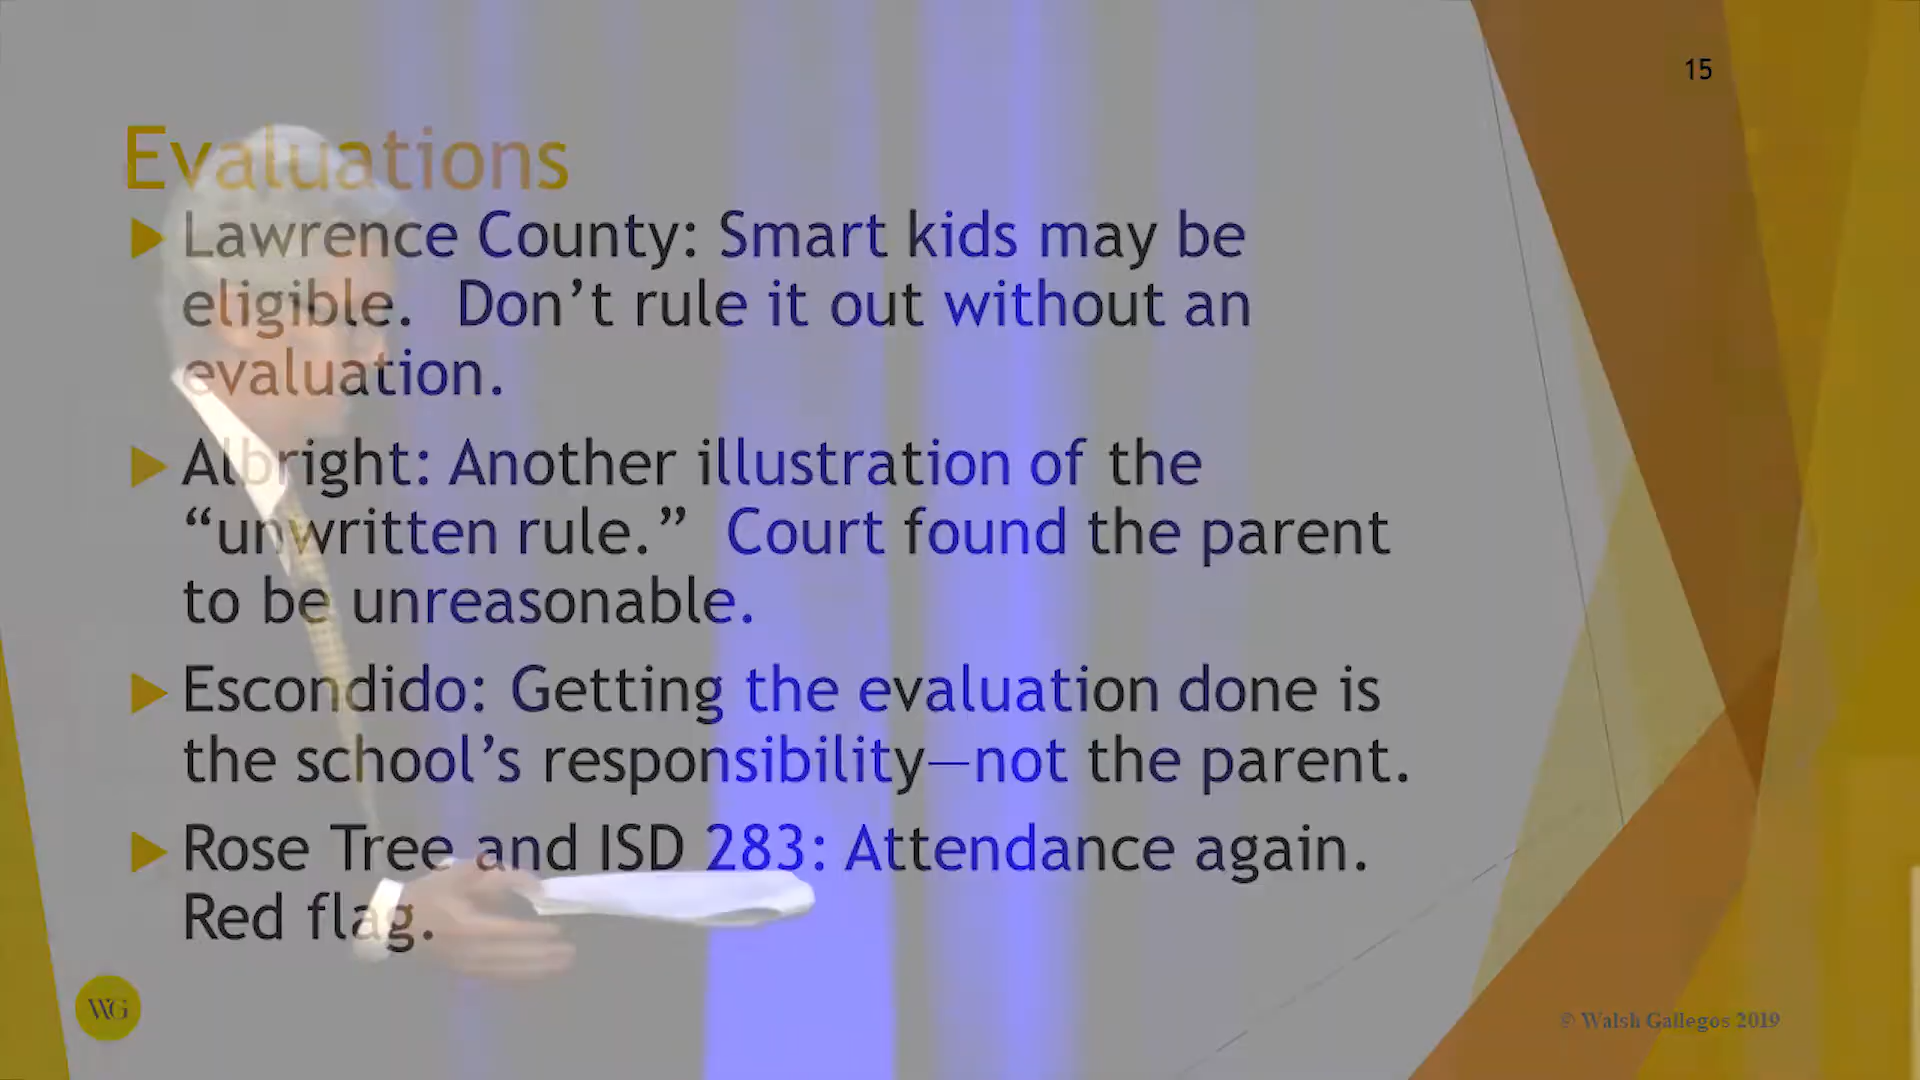 15
Evaluations
Lawrence County: Smart kids may be
eligible. Don’t rule it out without an
evaluation.
Albright: Another illustration of the
“unwritten rule.” Court found the parent
to be unreasonable.
Escondido: Getting the evaluation done is
the school’s responsibility—not the parent.
Rose Tree and ISD 283: Attendance again.
Red flag.
WG
© Walsh Gallegos 2019